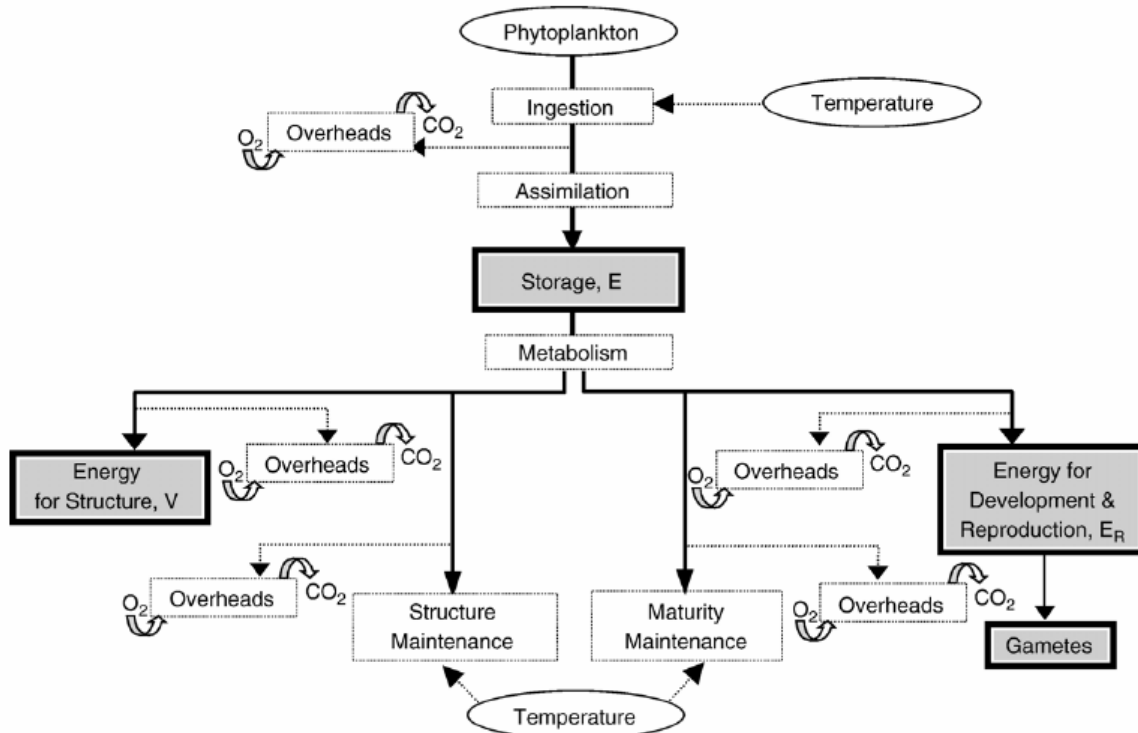 Phytoplankton
Ingestion
Temperature
O2 Overheads CO2
Assimilation
Storage, E
Metabolism
Energy
for Structure, V
O2 Overheads CO2
O2 Overheads CO2
Energy for
Development &
Reproduction, ER
O2 Overheads CO2
Structure
Maintenance
Maturity
Maintenance
O2 Overheads CO2
Gametes
Temperature